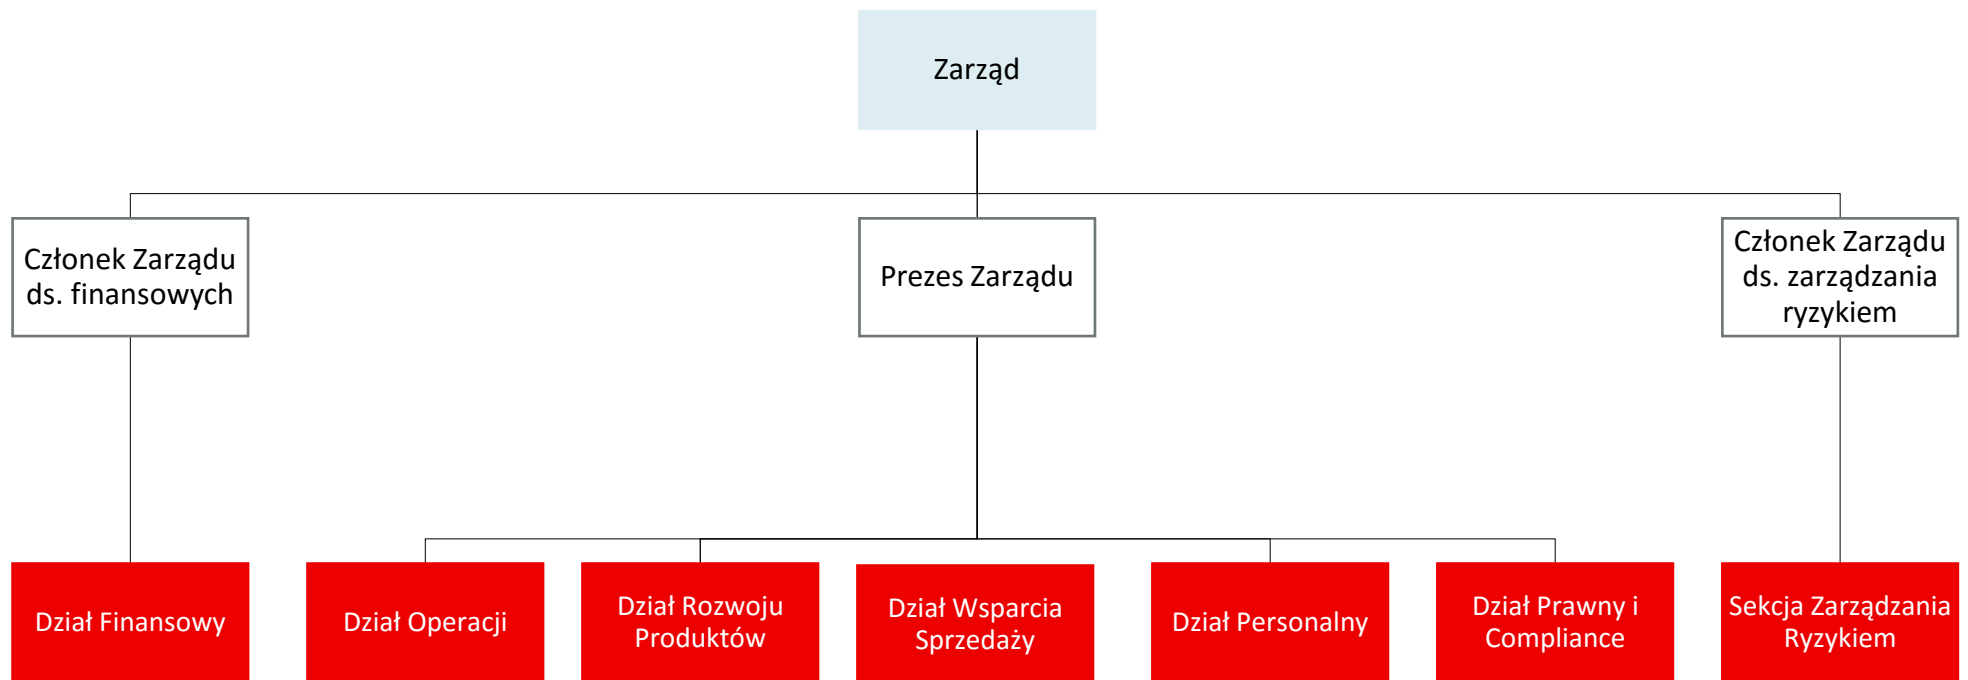 Zarząd
Członek Zarządu
ds. finansowych
Prezes Zarządu
Członek Zarządu
ds. zarządzania
ryzykiem
Dział Finansowy
Dział Operacji
Dział Rozwoju
Produktów
Dział Wsparcia
Sprzedaży
Dział Personalny
Dział Prawny i
Compliance
Sekcja Zarządzania
Ryzykiem